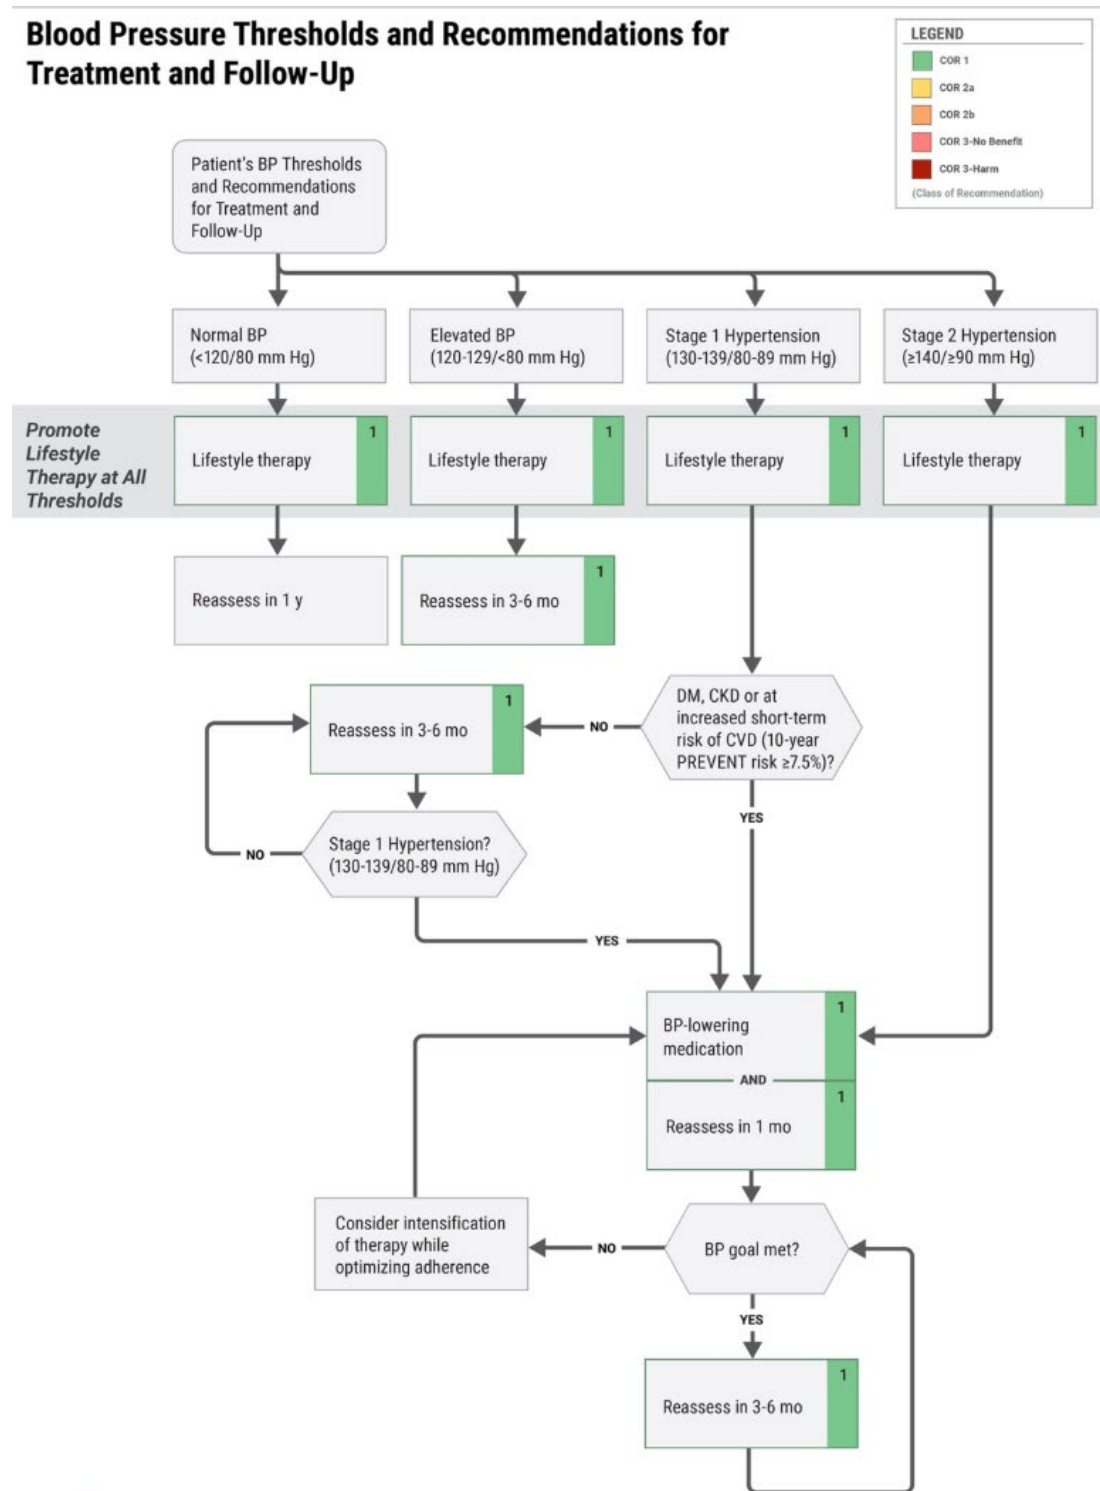 Blood Pressure Thresholds and Recommendations for
Treatment and Follow-Up
LEGEND
COR 1
COR 2a
COR 2b
COR 3-No Benefit
COR 3-Harm
(Class of Recommendation)
Patient's BP Thresholds
and Recommendations
for Treatment and
Follow-Up
Normal BP
(<120/80 mm Hg)
Elevated BP
(120-129/<80 mm Hg)
Stage 1 Hypertension
(130-139/80-89 mm Hg)
Stage 2 Hypertension
(≥140/≥90 mm Hg)
Promote
Lifestyle
Therapy at All
Thresholds
Lifestyle therapy
1
Lifestyle therapy
1
Lifestyle therapy
1
Lifestyle therapy
1
Reassess in 1 y
Reassess in 3-6 mo
1
DM, CKD or at
increased short-term
risk of CVD (10-year
PREVENT risk ≥7.5%)?
NO
Reassess in 3-6 mo
1
YES
Stage 1 Hypertension?
(130-139/80-89 mm Hg)
NO
YES
BP-lowering
medication
1
AND
Reassess in 1 mo
1
Consider intensification
of therapy while
optimizing adherence
NO
BP goal met?
YES
Reassess in 3-6 mo
1